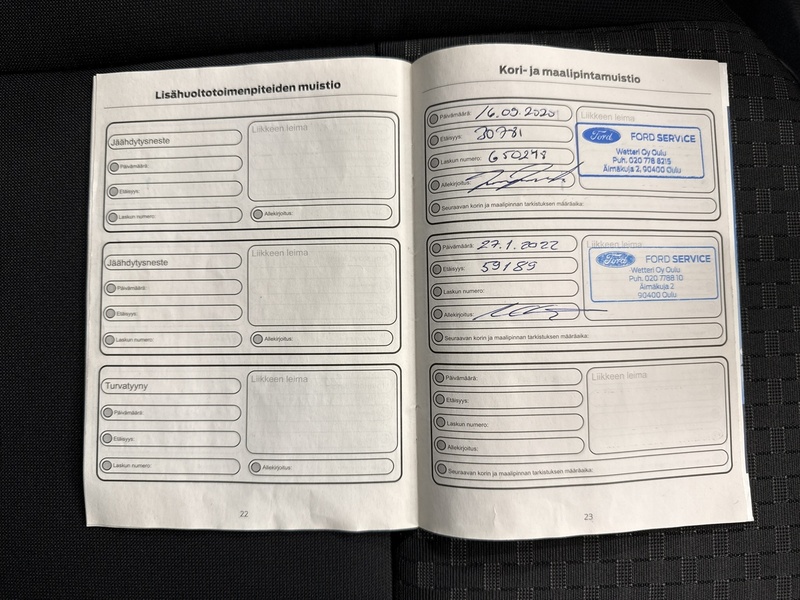 Lisähuoltotoimenpiteiden muistio
Jäähdytysneste
Liikkeen leima
Päivämäärä:
Etäisyys:
Laskun numero:
Allekirjoitus:
Jäähdytysneste
Liikkeen leima
Päivämäärä:
Etäisyys:
Laskun numero:
Allekirjoitus:
Turvatyyny
Liikkeen leima
Päivämäärä:
Etäisyys:
Laskun numero:
Allekirjoitus:
22
Kori- ja maalipintamuistio
Päivämäärä: 16.09.2020
Etäisyys: 30781
Laskun numero: 650248
Allekirjoitus:
Liikkeen leima
Ford FORD SERVICE
Wetteri Oy Oulu
Puh. 020 778 8215
Äimäkuja 2, 90400 Oulu
Seuraavan korin ja maalipinnan tarkistuksen määräaika:
Päivämäärä: 27.1.2022
Etäisyys: 59189
Laskun numero:
Allekirjoitus:
Liikkeen leima
Ford FORD SERVICE
Wetteri Oy Oulu
Puh. 020 7788 10
Äimäkuja 2
90400 Oulu
Seuraavan korin ja maalipinnan tarkistuksen määräaika:
Päivämäärä:
Etäisyys:
Laskun numero:
Allekirjoitus:
Liikkeen leima
Seuraavan korin ja maalipinnan tarkistuksen määräaika:
23